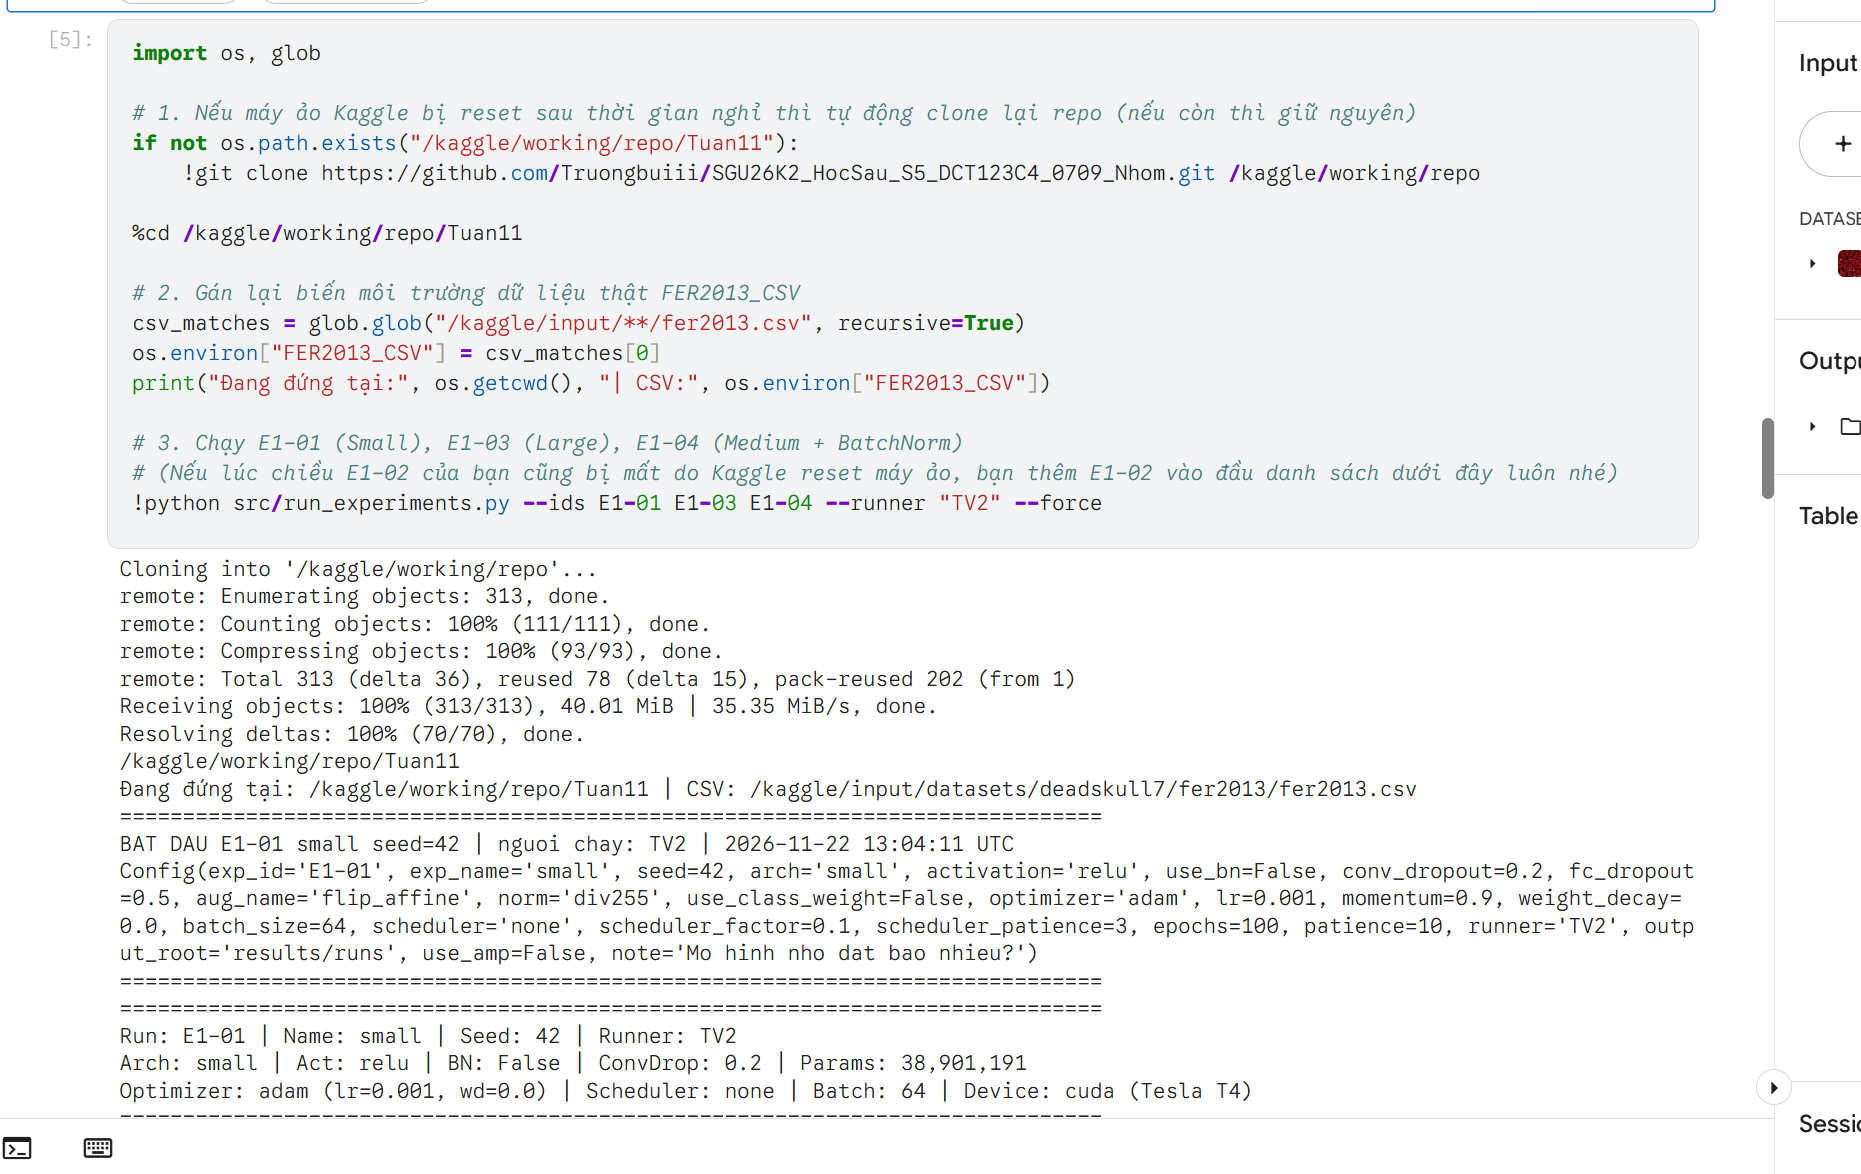 [5]:
import os, glob
# 1. Nếu máy ảo Kaggle bị reset sau thời gian nghỉ thì tự động clone lại repo (nếu còn thì giữ nguyên)
if not os.path.exists("/kaggle/working/repo/Tuan11"):
    !git clone https://github.com/Truongbuiii/SGU26K2_HocSau_S5_DCT123C4_0709_Nhom.git /kaggle/working/repo
%cd /kaggle/working/repo/Tuan11
# 2. Gán lại biến môi trường dữ liệu thật FER2013_CSV
csv_matches = glob.glob("/kaggle/input/**/fer2013.csv", recursive=True)
os.environ["FER2013_CSV"] = csv_matches[0]
print("Đang đứng tại:", os.getcwd(), "| CSV:", os.environ["FER2013_CSV"])
# 3. Chạy E1-01 (Small), E1-03 (Large), E1-04 (Medium + BatchNorm)
# (Nếu lúc chiều E1-02 của bạn cũng bị mất do Kaggle reset máy ảo, bạn thêm E1-02 vào đầu danh sách dưới đây luôn nhé)
!python src/run_experiments.py --ids E1-01 E1-03 E1-04 --runner "TV2" --force
Cloning into '/kaggle/working/repo'...
remote: Enumerating objects: 313, done.
remote: Counting objects: 100% (111/111), done.
remote: Compressing objects: 100% (93/93), done.
remote: Total 313 (delta 36), reused 78 (delta 15), pack-reused 202 (from 1)
Receiving objects: 100% (313/313), 40.01 MiB | 35.35 MiB/s, done.
Resolving deltas: 100% (70/70), done.
/kaggle/working/repo/Tuan11
Đang đứng tại: /kaggle/working/repo/Tuan11 | CSV: /kaggle/input/datasets/deadskull7/fer2013/fer2013.csv
==============================================================================
BAT DAU E1-01 small seed=42 | nguoi chay: TV2 | 2026-11-22 13:04:11 UTC
Config(exp_id='E1-01', exp_name='small', seed=42, arch='small', activation='relu', use_bn=False, conv_dropout=0.2, fc_dropout
=0.5, aug_name='flip_affine', norm='div255', use_class_weight=False, optimizer='adam', lr=0.001, momentum=0.9, weight_decay=
0.0, batch_size=64, scheduler='none', scheduler_factor=0.1, scheduler_patience=3, epochs=100, patience=10, runner='TV2', outp
ut_root='results/runs', use_amp=False, note='Mo hinh nho dat bao nhieu?')
==============================================================================
==============================================================================
Run: E1-01 | Name: small | Seed: 42 | Runner: TV2
Arch: small | Act: relu | BN: False | ConvDrop: 0.2 | Params: 38,901,191
Optimizer: adam (lr=0.001, wd=0.0) | Scheduler: none | Batch: 64 | Device: cuda (Tesla T4)
==============================================================================
Input
+
DATASE
Outpu
Table
Sessio